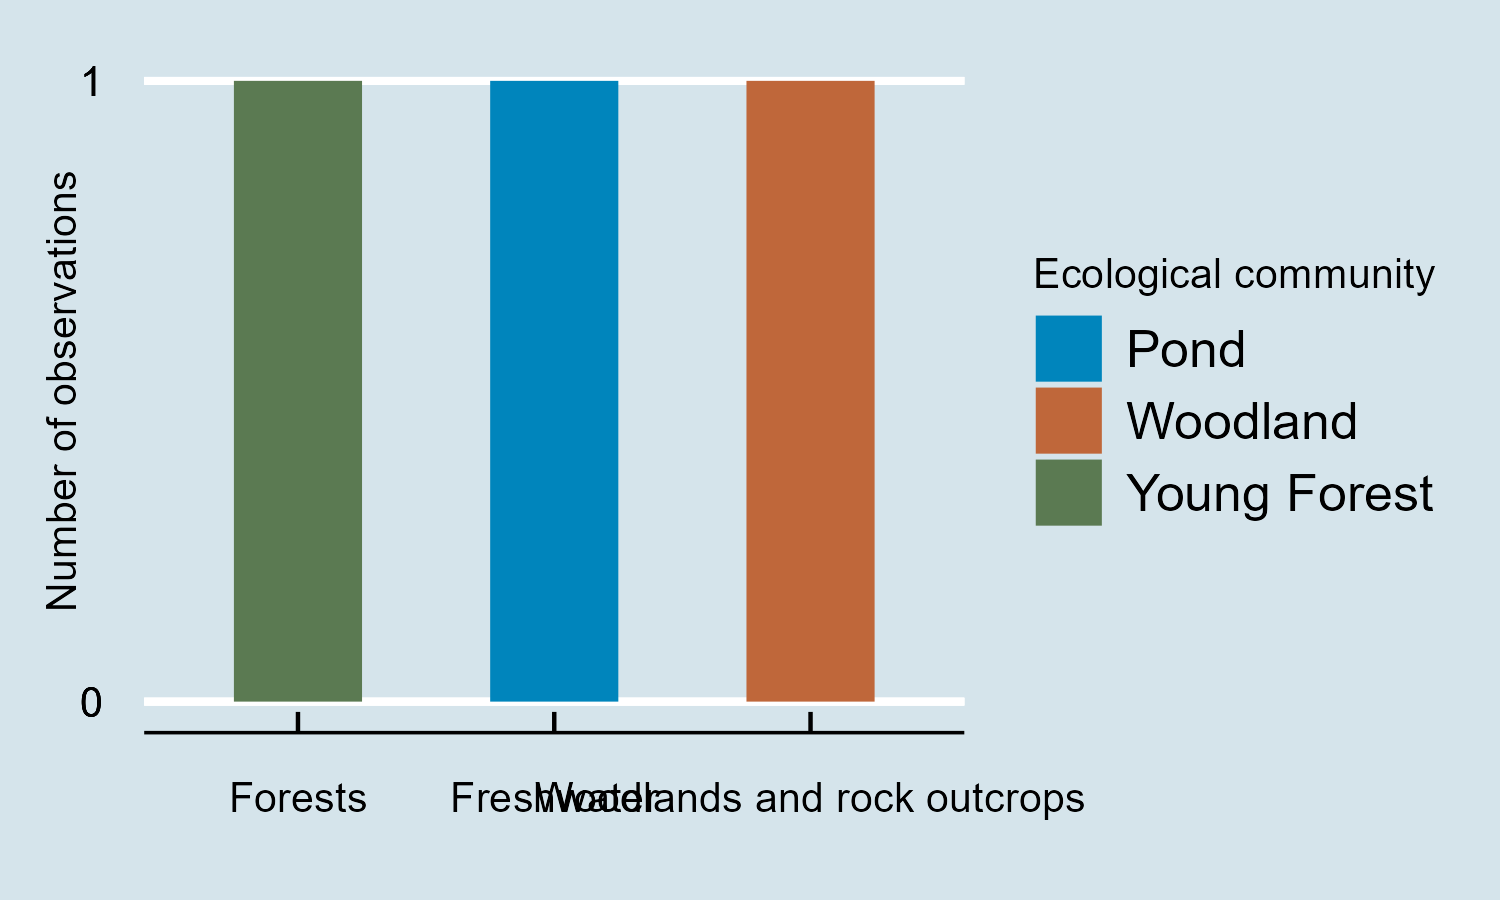 1
0
Number of observations
Forests
Freshwater
Woodlands and rock outcrops
Ecological community
Pond
Woodland
Young Forest